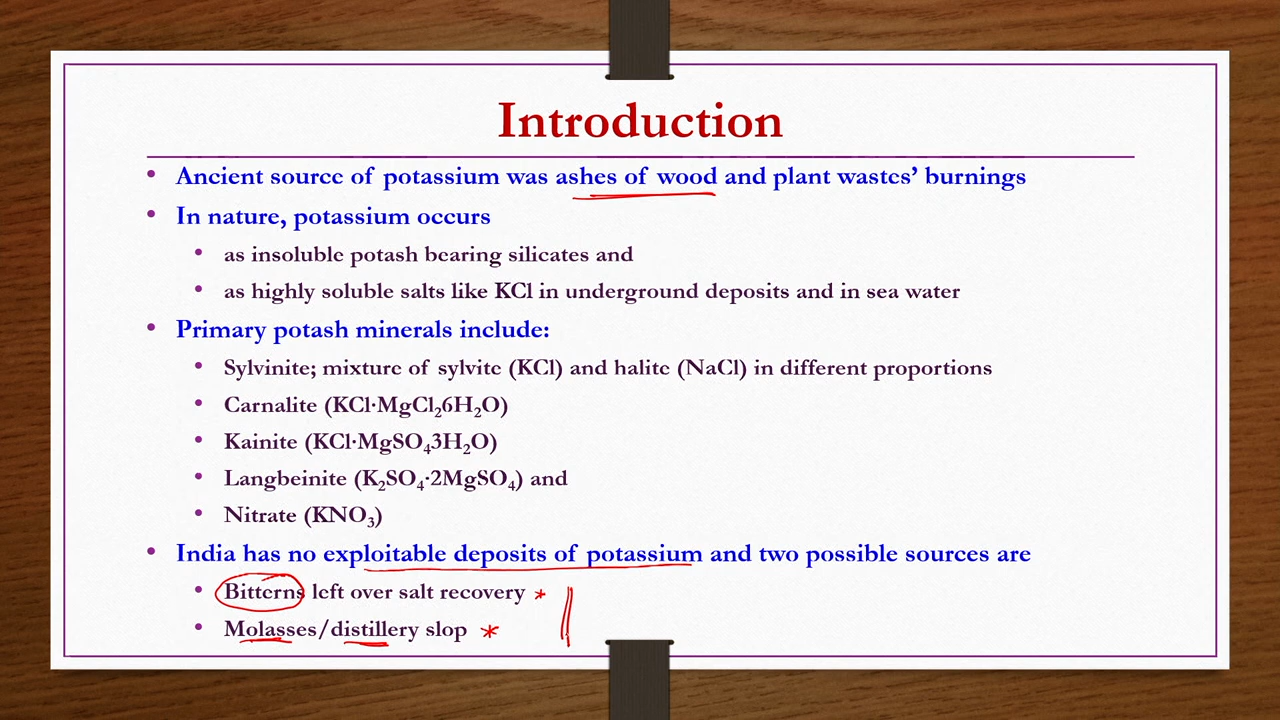 Introduction
• Ancient source of potassium was ashes of wood and plant wastes’ burnings
• In nature, potassium occurs
• as insoluble potash bearing silicates and
• as highly soluble salts like KCl in underground deposits and in sea water
• Primary potash minerals include:
• Sylvinite; mixture of sylvite (KCl) and halite (NaCl) in different proportions
• Carnalite (KCl·MgCl₂6H₂O)
• Kainite (KCl·MgSO₄3H₂O)
• Langbeinite (K₂SO₄·2MgSO₄) and
• Nitrate (KNO₃)
• India has no exploitable deposits of potassium and two possible sources are
• Bitterns left over salt recovery *
• Molasses/distillery slop *